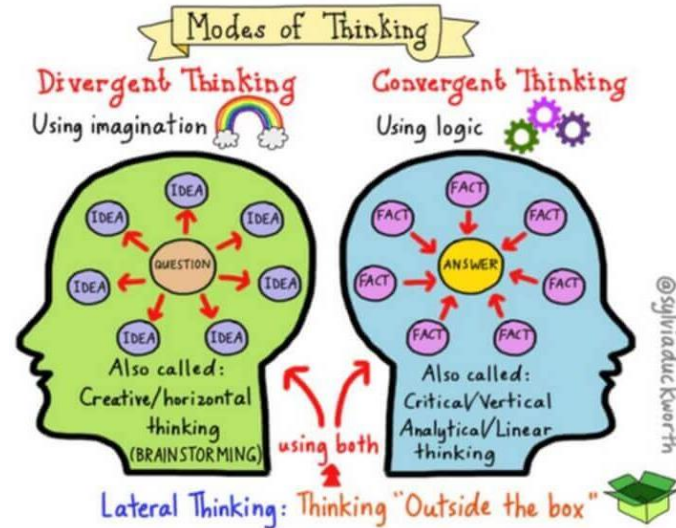 Modes of Thinking
Divergent Thinking
Using imagination
IDEA
IDEA
IDEA
IDEA
IDEA
IDEA
IDEA
QUESTION
Also called:
Creative/horizontal
thinking
(BRAINSTORMING)
Convergent Thinking
Using logic
FACT
FACT
FACT
FACT
FACT
FACT
FACT
ANSWER
Also called:
Critical/Vertical
Analytical/Linear
thinking
using both
Lateral Thinking: Thinking "Outside the box"
@sylviaduckworth